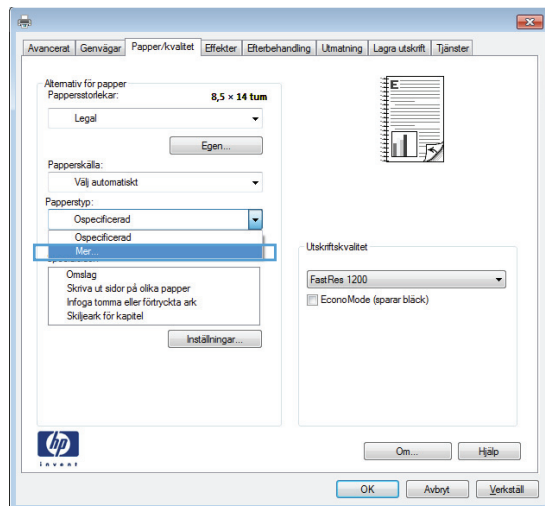 Avancerat Genvägar Papper/kvalitet Effekter Efterbehandling Utmatning Lagra utskrift Tjänster
Alternativ för papper
Pappersstorlekar: 8,5 × 14 tum
Legal
Egen...
Papperskälla:
Välj automatiskt
Papperstyp:
Ospecificerad
Ospecificerad
Mer...
Omslag
Skriva ut sidor på olika papper
Infoga tomma eller förtryckta ark
Skiljeark för kapitel
Inställningar...
E
Utskriftskvalitet
FastRes 1200
EconoMode (sparar bläck)
hp
invent
Om... Hjälp
OK Avbryt Verkställ